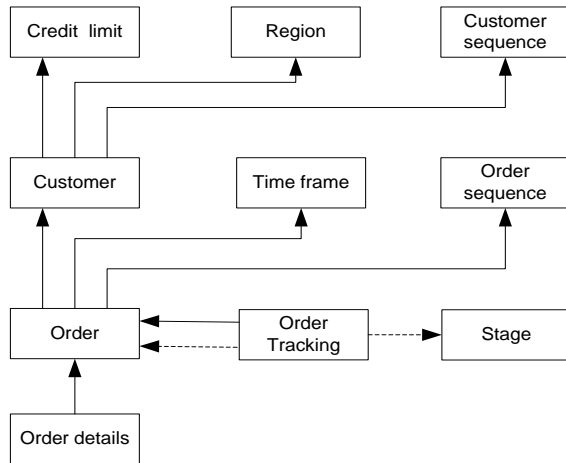 Credit limit
Region
Customer
sequence
Customer
Time frame
Order
sequence
Order
Order
Tracking
Stage
Order details